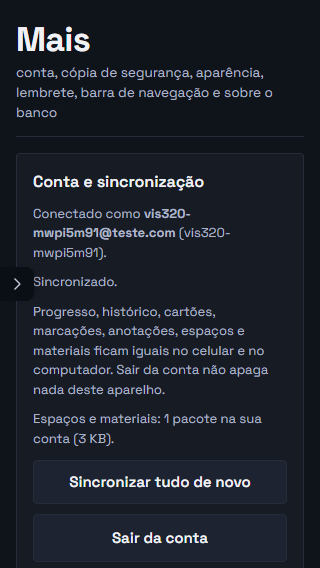 Mais
conta, cópia de segurança, aparência,
lembrete, barra de navegação e sobre o
banco
Conta e sincronização
Conectado como vis320-
mwpi5m91@teste.com (vis320-
mwpi5m91).
Sincronizado.
Progresso, histórico, cartões,
marcações, anotações, espaços e
materiais ficam iguais no celular e no
computador. Sair da conta não apaga
nada deste aparelho.
Espaços e materiais: 1 pacote na sua
conta (3 KB).
Sincronizar tudo de novo
Sair da conta